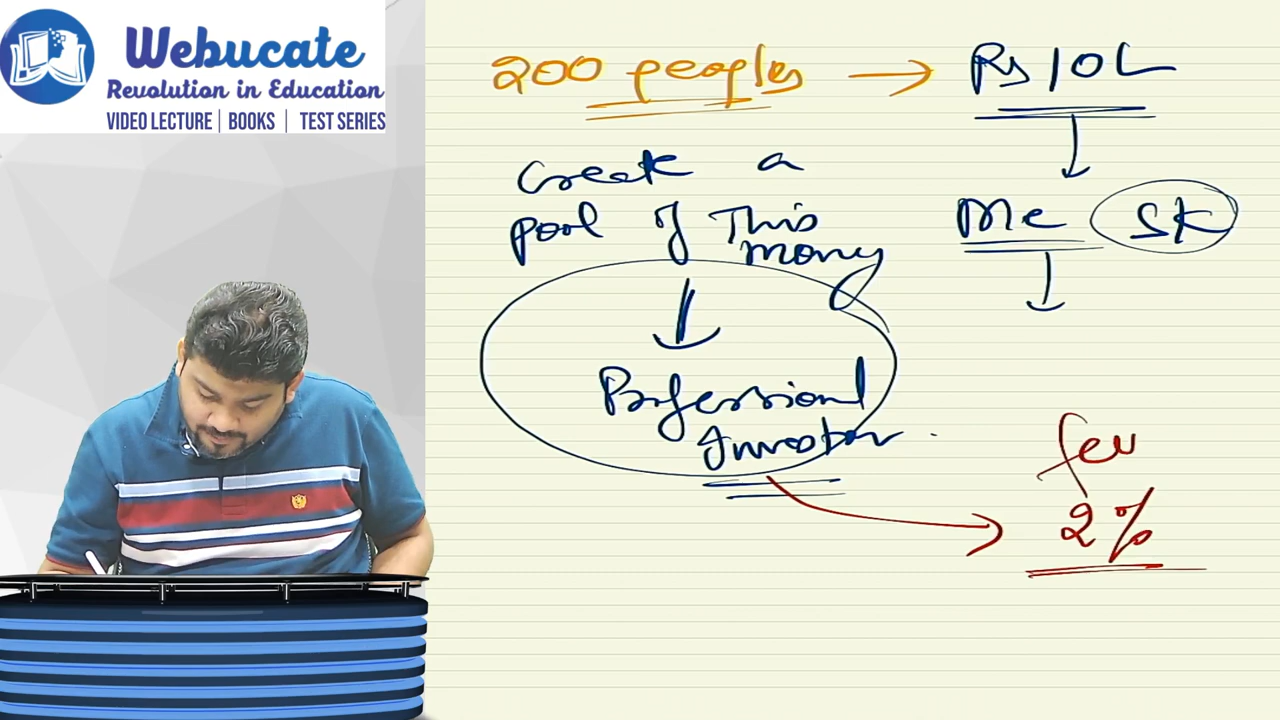 Webucate
Revolution in Education
VIDEO LECTURE | BOOKS | TEST SERIES
200 peoples → Rs 10L
Create a
pool of This
money
Me SK
Professional
Investor
fee
2%